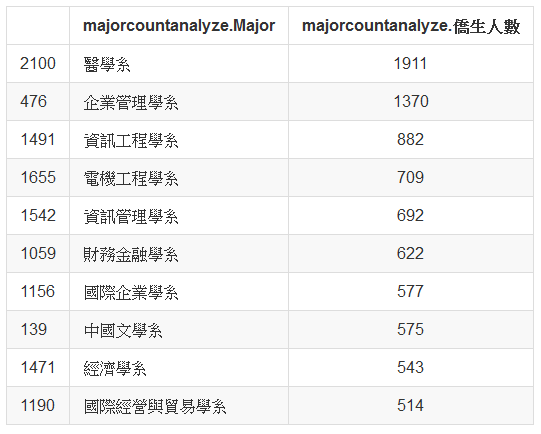 majorcountanalyze.Major majorcountanalyze.僑生人數
2100 醫學系 1911
476 企業管理學系 1370
1491 資訊工程學系 882
1655 電機工程學系 709
1542 資訊管理學系 692
1059 財務金融學系 622
1156 國際企業學系 577
139 中國文學系 575
1471 經濟學系 543
1190 國際經營與貿易學系 514